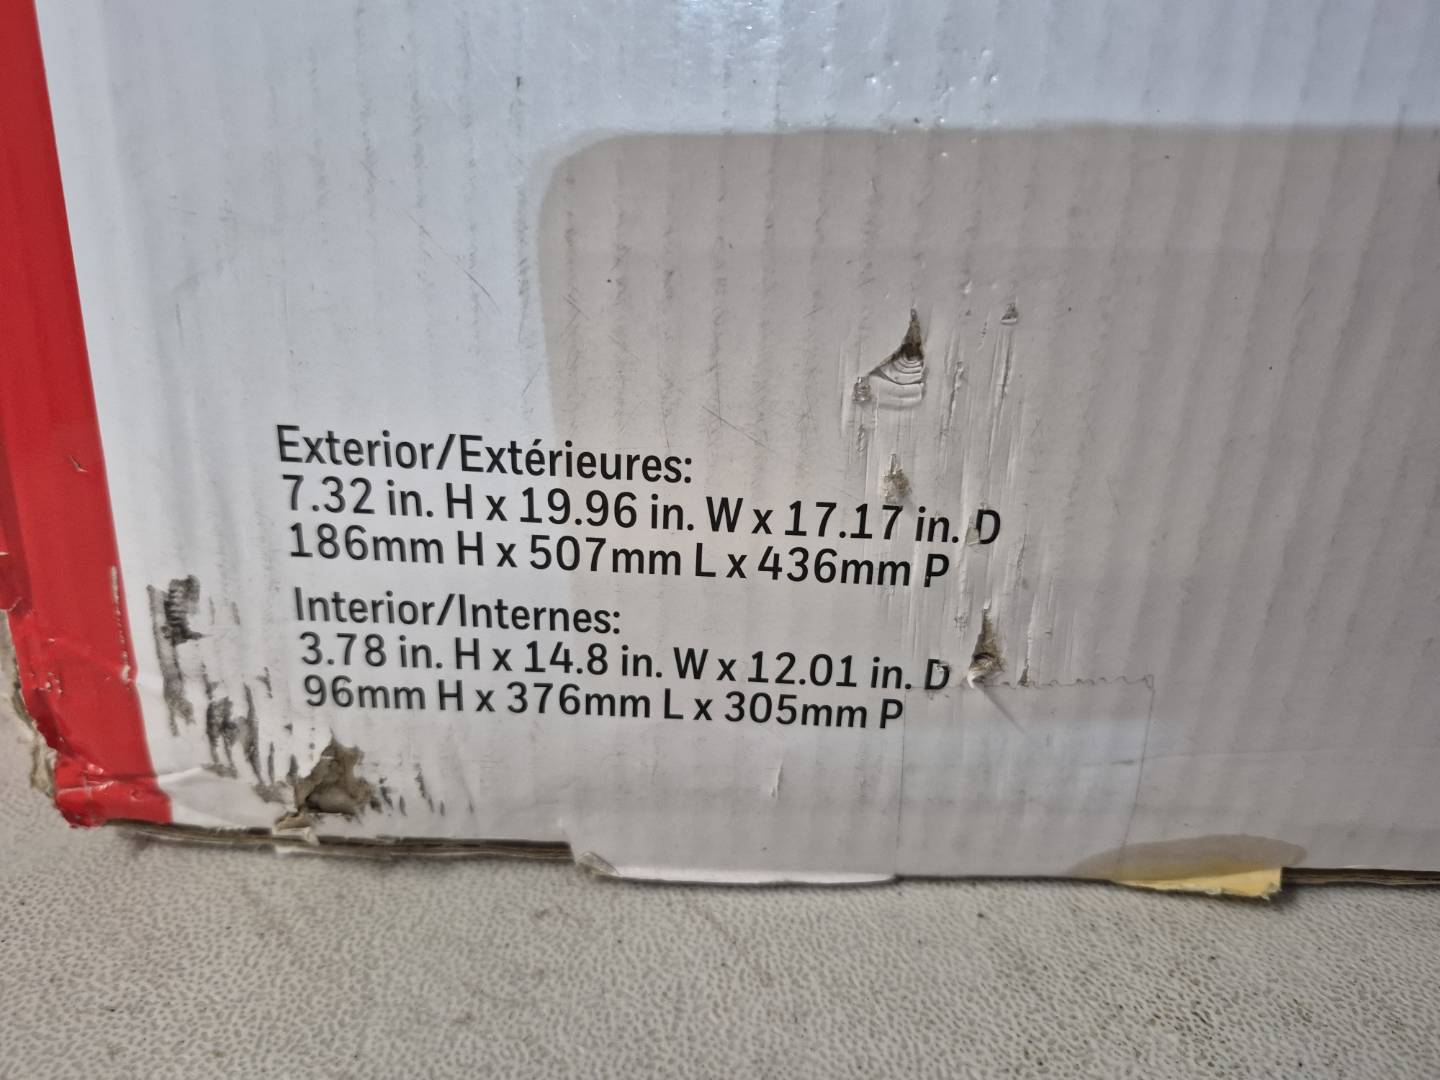 Exterior/Extérieures:
7.32 in. H x 19.96 in. W x 17.17 in. D
186mm H x 507mm L x 436mm P
Interior/Internes:
3.78 in. H x 14.8 in. W x 12.01 in. D
96mm H x 376mm L x 305mm P